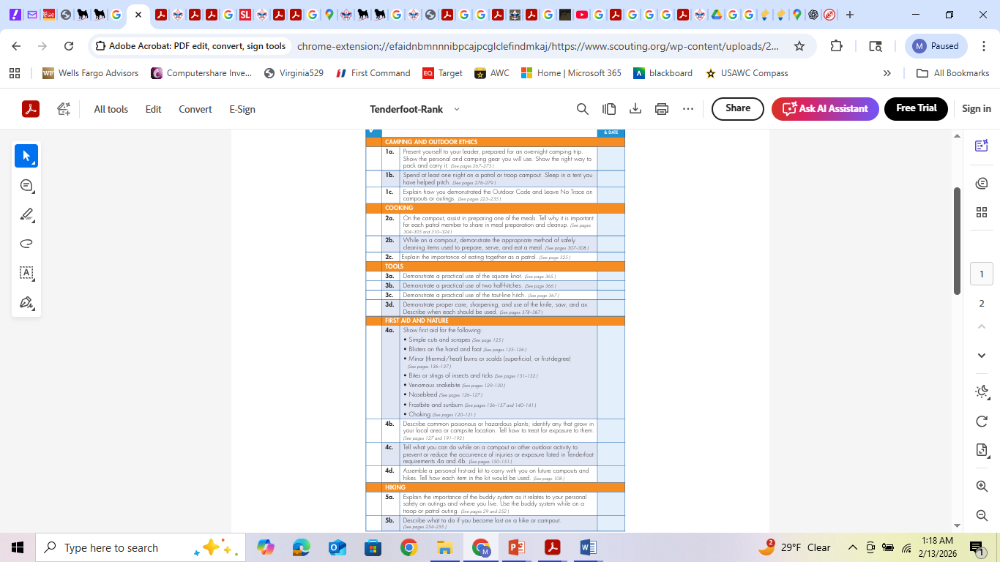 Adobe Acrobat: PDF edit, convert, sign tools
chrome-extension://efaidnbmnnnibpcajpcglclefindmkaj/https://www.scouting.org/wp-content/uploads/2...
M Paused
WF Wells Fargo Advisors
Computershare Inve...
Virginia529
First Command
EQ Target
AWC
Home | Microsoft 365
blackboard
USAWC Compass
All Bookmarks
All tools
Edit
Convert
E-Sign
Tenderfoot-Rank
Share
Ask AI Assistant
Free Trial
Sign in
& DATE
CAMPING AND OUTDOOR ETHICS
1a. Present yourself to your leader, prepared for an overnight camping trip.
Show the personal and camping gear you will use. Show the right way to
pack and carry it. (See pages 267–273.)
1b. Spend at least one night on a patrol or troop campout. Sleep in a tent you
have helped pitch. (See pages 276–279.)
1c. Explain how you demonstrated the Outdoor Code and Leave No Trace on
campouts or outings. (See pages 223–235.)
COOKING
2a. On the campout, assist in preparing one of the meals. Tell why it is important
for each patrol member to share in meal preparation and cleanup. (See pages
304–305 and 310–324.)
2b. While on a campout, demonstrate the appropriate method of safely
cleaning items used to prepare, serve, and eat a meal. (See pages 307–308.)
2c. Explain the importance of eating together as a patrol. (See page 325.)
TOOLS
3a. Demonstrate a practical use of the square knot. (See page 365.)
3b. Demonstrate a practical use of two half-hitches. (See page 366.)
3c. Demonstrate a practical use of the taut-line hitch. (See page 367.)
3d. Demonstrate proper care, sharpening, and use of the knife, saw, and ax.
Describe when each should be used. (See pages 378–387.)
FIRST AID AND NATURE
4a. Show first aid for the following:
• Simple cuts and scrapes (See page 125.)
• Blisters on the hand and foot (See pages 125–126.)
• Minor (thermal/heat) burns or scalds (superficial, or first-degree)
(See pages 136–137.)
• Bites or stings of insects and ticks (See pages 131–132.)
• Venomous snakebite (See pages 129–130.)
• Nosebleed (See pages 126–127.)
• Frostbite and sunburn (See pages 136–137 and 140–141.)
• Choking (See pages 120–121.)
4b. Describe common poisonous or hazardous plants; identify any that grow in
your local area or campsite location. Tell how to treat for exposure to them.
(See pages 127 and 191–192.)
4c. Tell what you can do while on a campout or other outdoor activity to
prevent or reduce the occurrence of injuries or exposure listed in Tenderfoot
requirements 4a and 4b. (See pages 150–151.)
4d. Assemble a personal first-aid kit to carry with you on future campouts and
hikes. Tell how each item in the kit would be used. (See page 108.)
HIKING
5a. Explain the importance of the buddy system as it relates to your personal
safety on outings and where you live. Use the buddy system while on a
troop or patrol outing. (See pages 29 and 252.)
5b. Describe what to do if you become lost on a hike or campout.
(See pages 254–255.)
1
2
Type here to search
2
29°F Clear
1:18 AM
2/13/2026
1